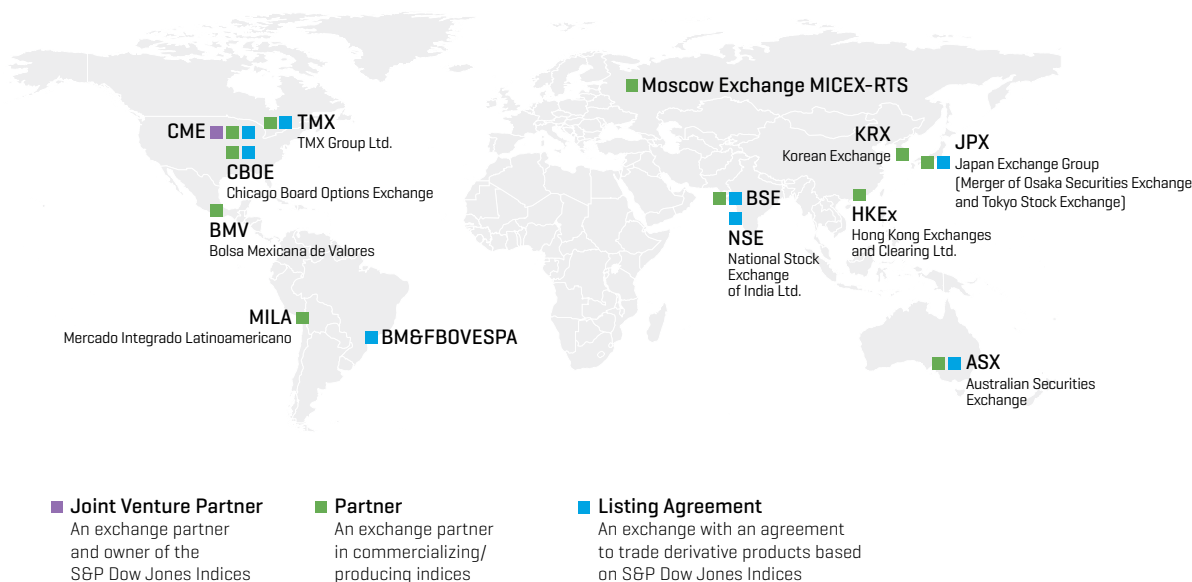 Moscow Exchange MICEX-RTS
CME
TMX
TMX Group Ltd.
CBOE
Chicago Board Options Exchange
BMV
Bolsa Mexicana de Valores
MILA
Mercado Integrado Latinoamericano
BM&FBOVESPA
BSE
NSE
National Stock
Exchange
of India Ltd.
KRX
Korean Exchange
JPX
Japan Exchange Group
(Merger of Osaka Securities Exchange
and Tokyo Stock Exchange)
HKEx
Hong Kong Exchanges
and Clearing Ltd.
ASX
Australian Securities
Exchange
Joint Venture Partner
An exchange partner
and owner of the
S&P Dow Jones Indices
Partner
An exchange partner
in commercializing/
producing indices
Listing Agreement
An exchange with an agreement
to trade derivative products based
on S&P Dow Jones Indices